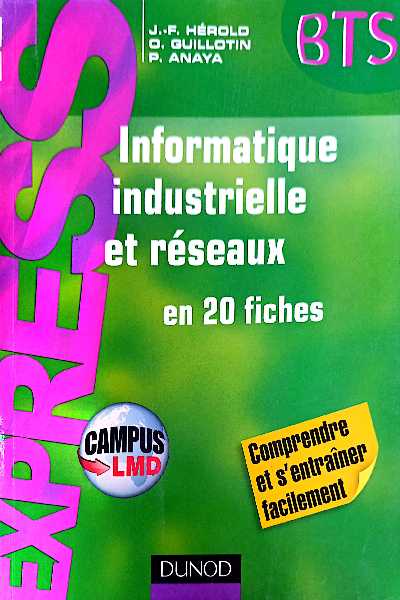 J.-F. HÉROLD
O. GUILLOTIN
P. ANAYA
BTS
Informatique
industrielle
et réseaux
en 20 fiches
EXPRESS
CAMPUS
LMD
Comprendre
et s'entraîner
facilement
DUNOD